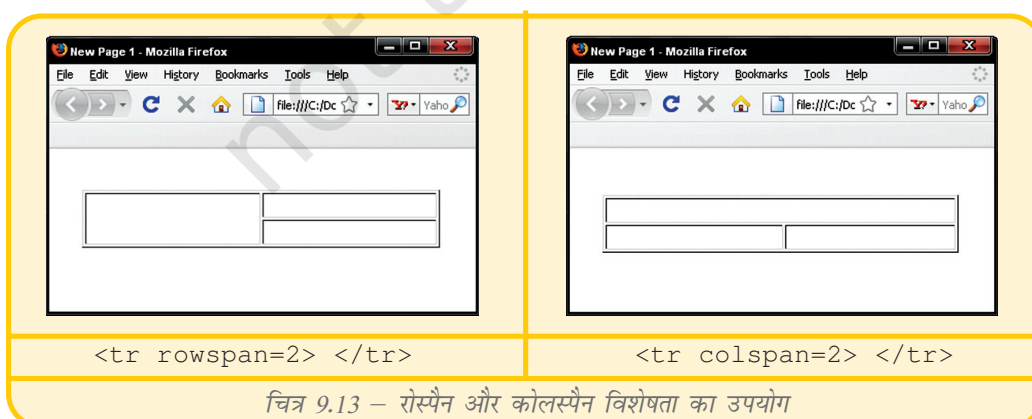 New Page 1 - Mozilla Firefox
File Edit View History Bookmarks Tools Help
file:///C:/Dc
Yaho
New Page 1 - Mozilla Firefox
File Edit View History Bookmarks Tools Help
file:///C:/Dc
Yaho
<tr rowspan=2> </tr>
<tr colspan=2> </tr>
चित्र 9.13 – रोस्पैन और कोलस्पैन विशेषता का उपयोग